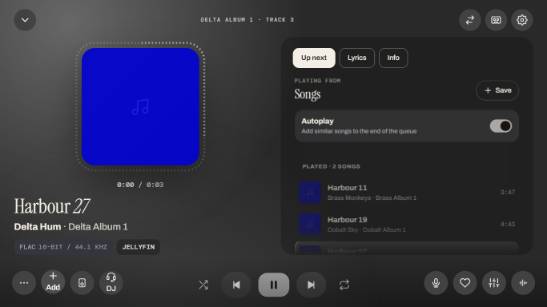 DELTA ALBUM 1 · TRACK 3
Up next
Lyrics
Info
PLAYING FROM
Songs
+ Save
Autoplay
Add similar songs to the end of the queue
PLAYED · 2 SONGS
Harbour 11
Brass Monkeys · Brass Album 1
3:47
Harbour 19
Cobalt Sky · Cobalt Album 1
Harbour 27
0:00 / 0:03
Harbour 27
Delta Hum · Delta Album 1
FLAC 16-BIT / 44.1 KHZ
JELLYFIN
Add
DJ